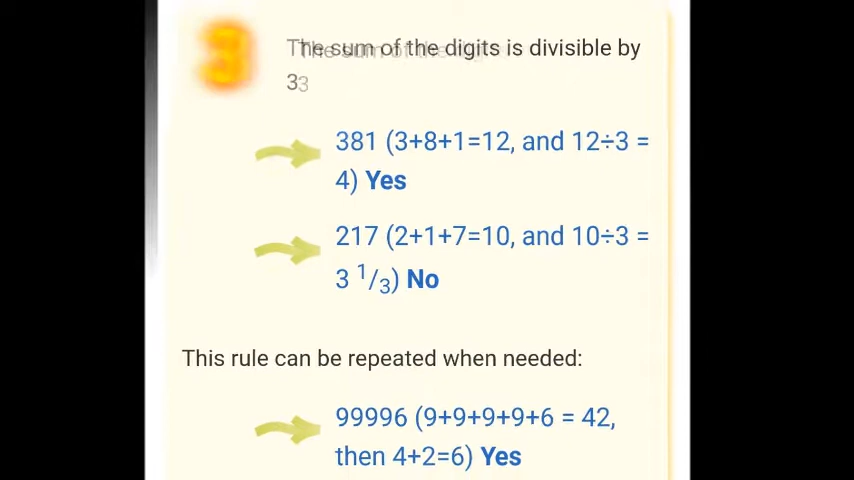 3
The sum of the digits is divisible by
3
381 (3+8+1=12, and 12÷3 =
4) Yes
217 (2+1+7=10, and 10÷3 =
3 1/3) No
This rule can be repeated when needed:
99996 (9+9+9+9+6 = 42,
then 4+2=6) Yes